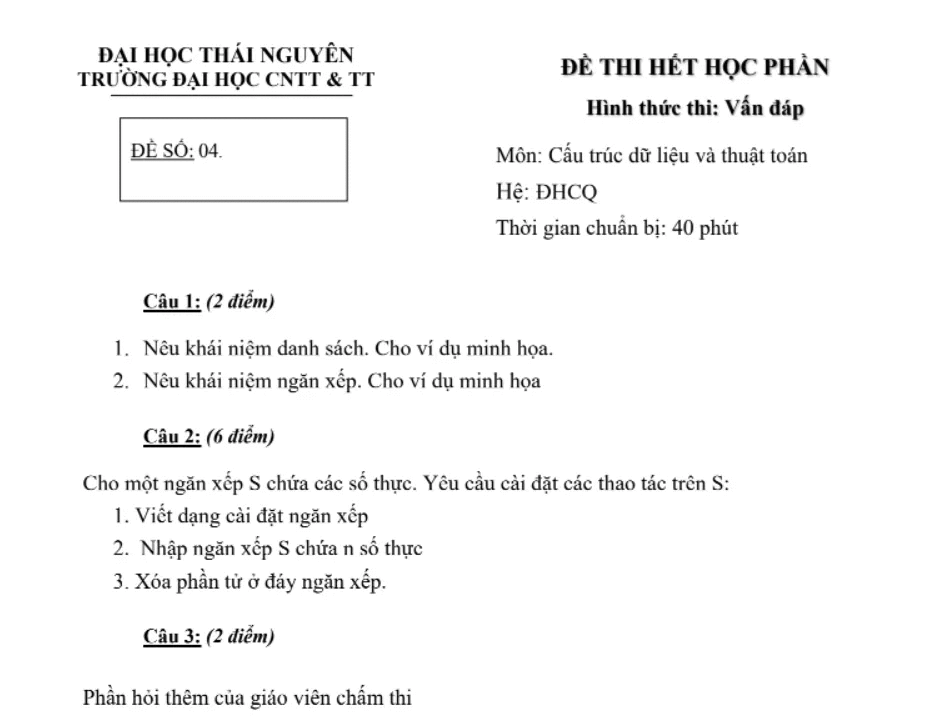 ĐẠI HỌC THÁI NGUYÊN
TRƯỜNG ĐẠI HỌC CNTT & TT
ĐỀ SỐ: 04.
ĐỀ THI HẾT HỌC PHẦN
Hình thức thi: Vấn đáp
Môn: Cấu trúc dữ liệu và thuật toán
Hệ: ĐHCQ
Thời gian chuẩn bị: 40 phút
Câu 1: (2 điểm)
1. Nêu khái niệm danh sách. Cho ví dụ minh họa.
2. Nêu khái niệm ngăn xếp. Cho ví dụ minh họa
Câu 2: (6 điểm)
Cho một ngăn xếp S chứa các số thực. Yêu cầu cài đặt các thao tác trên S:
1. Viết dạng cài đặt ngăn xếp
2. Nhập ngăn xếp S chứa n số thực
3. Xóa phần tử ở đáy ngăn xếp.
Câu 3: (2 điểm)
Phần hỏi thêm của giáo viên chấm thi